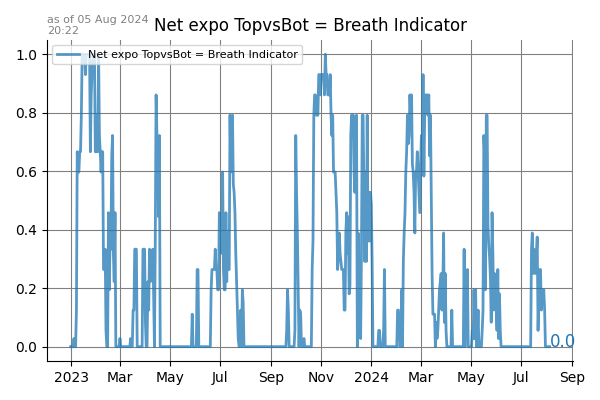 as of 05 Aug 2024
20:22
Net expo TopvsBot = Breath Indicator
Net expo TopvsBot = Breath Indicator
1.0
0.8
0.6
0.4
0.2
0.0
0.0
2023 Mar May Jul Sep Nov 2024 Mar May Jul Sep